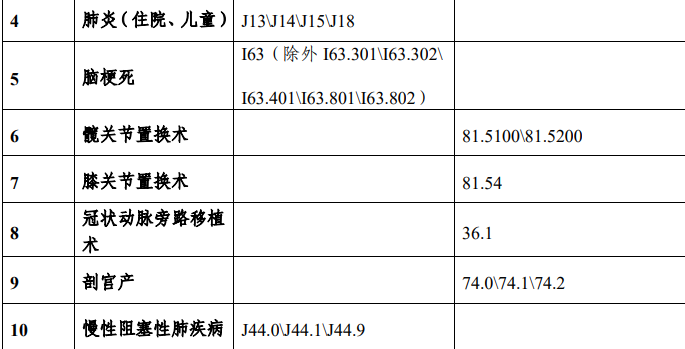 4 肺炎（住院、儿童） J13\J14\J15\J18
5 脑梗死 I63（除外 I63.301\I63.302\
I63.401\I63.801\I63.802）
6 髋关节置换术 81.5100\81.5200
7 膝关节置换术 81.54
8 冠状动脉旁路移植
术 36.1
9 剖宫产 74.0\74.1\74.2
10 慢性阻塞性肺疾病 J44.0\J44.1\J44.9